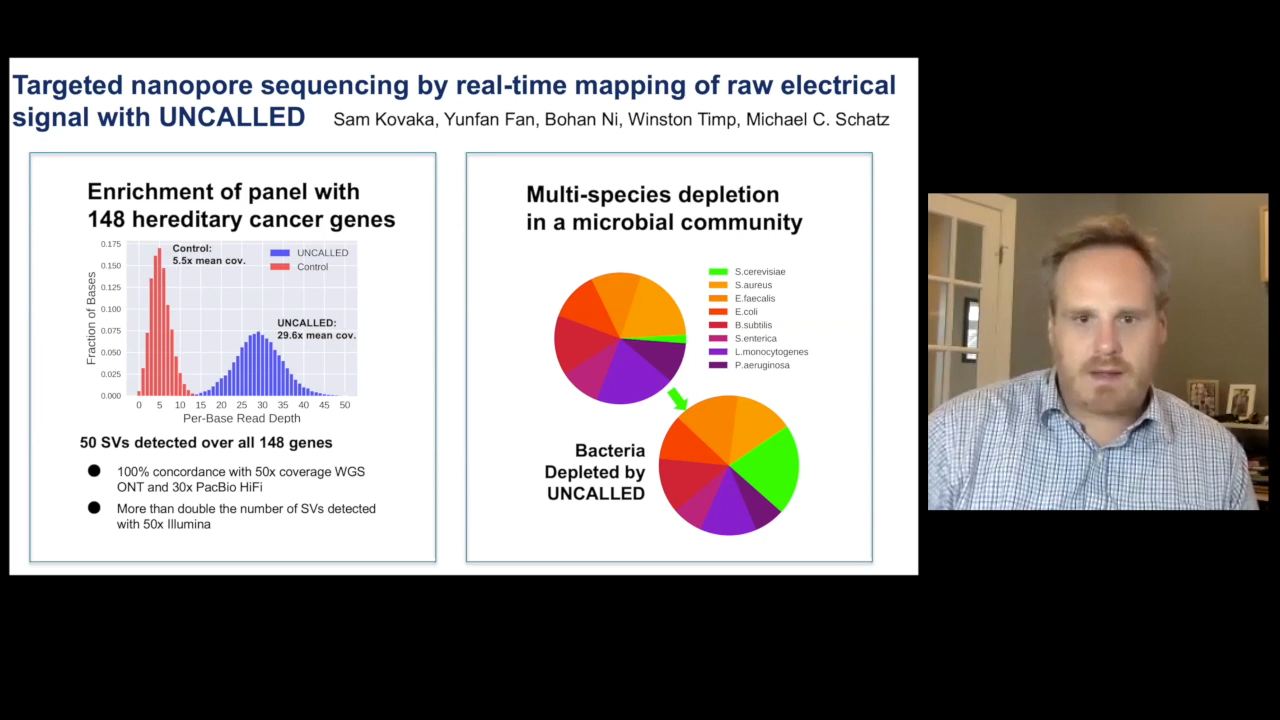 Targeted nanopore sequencing by real-time mapping of raw electrical
signal with UNCALLED Sam Kovaka, Yunfan Fan, Bohan Ni, Winston Timp, Michael C. Schatz
Enrichment of panel with
148 hereditary cancer genes
Fraction of Bases
0.175
0.150
0.125
0.100
0.075
0.050
0.025
0.000
Control:
5.5x mean cov.
UNCALLED
Control
UNCALLED:
29.6x mean cov.
0 5 10 15 20 25 30 35 40 45 50
Per-Base Read Depth
50 SVs detected over all 148 genes
100% concordance with 50x coverage WGS
ONT and 30x PacBio HiFi
More than double the number of SVs detected
with 50x Illumina
Multi-species depletion
in a microbial community
S.cerevisiae
S.aureus
E.faecalis
E.coli
B.subtilis
S.enterica
L.monocytogenes
P.aeruginosa
Bacteria
Depleted by
UNCALLED